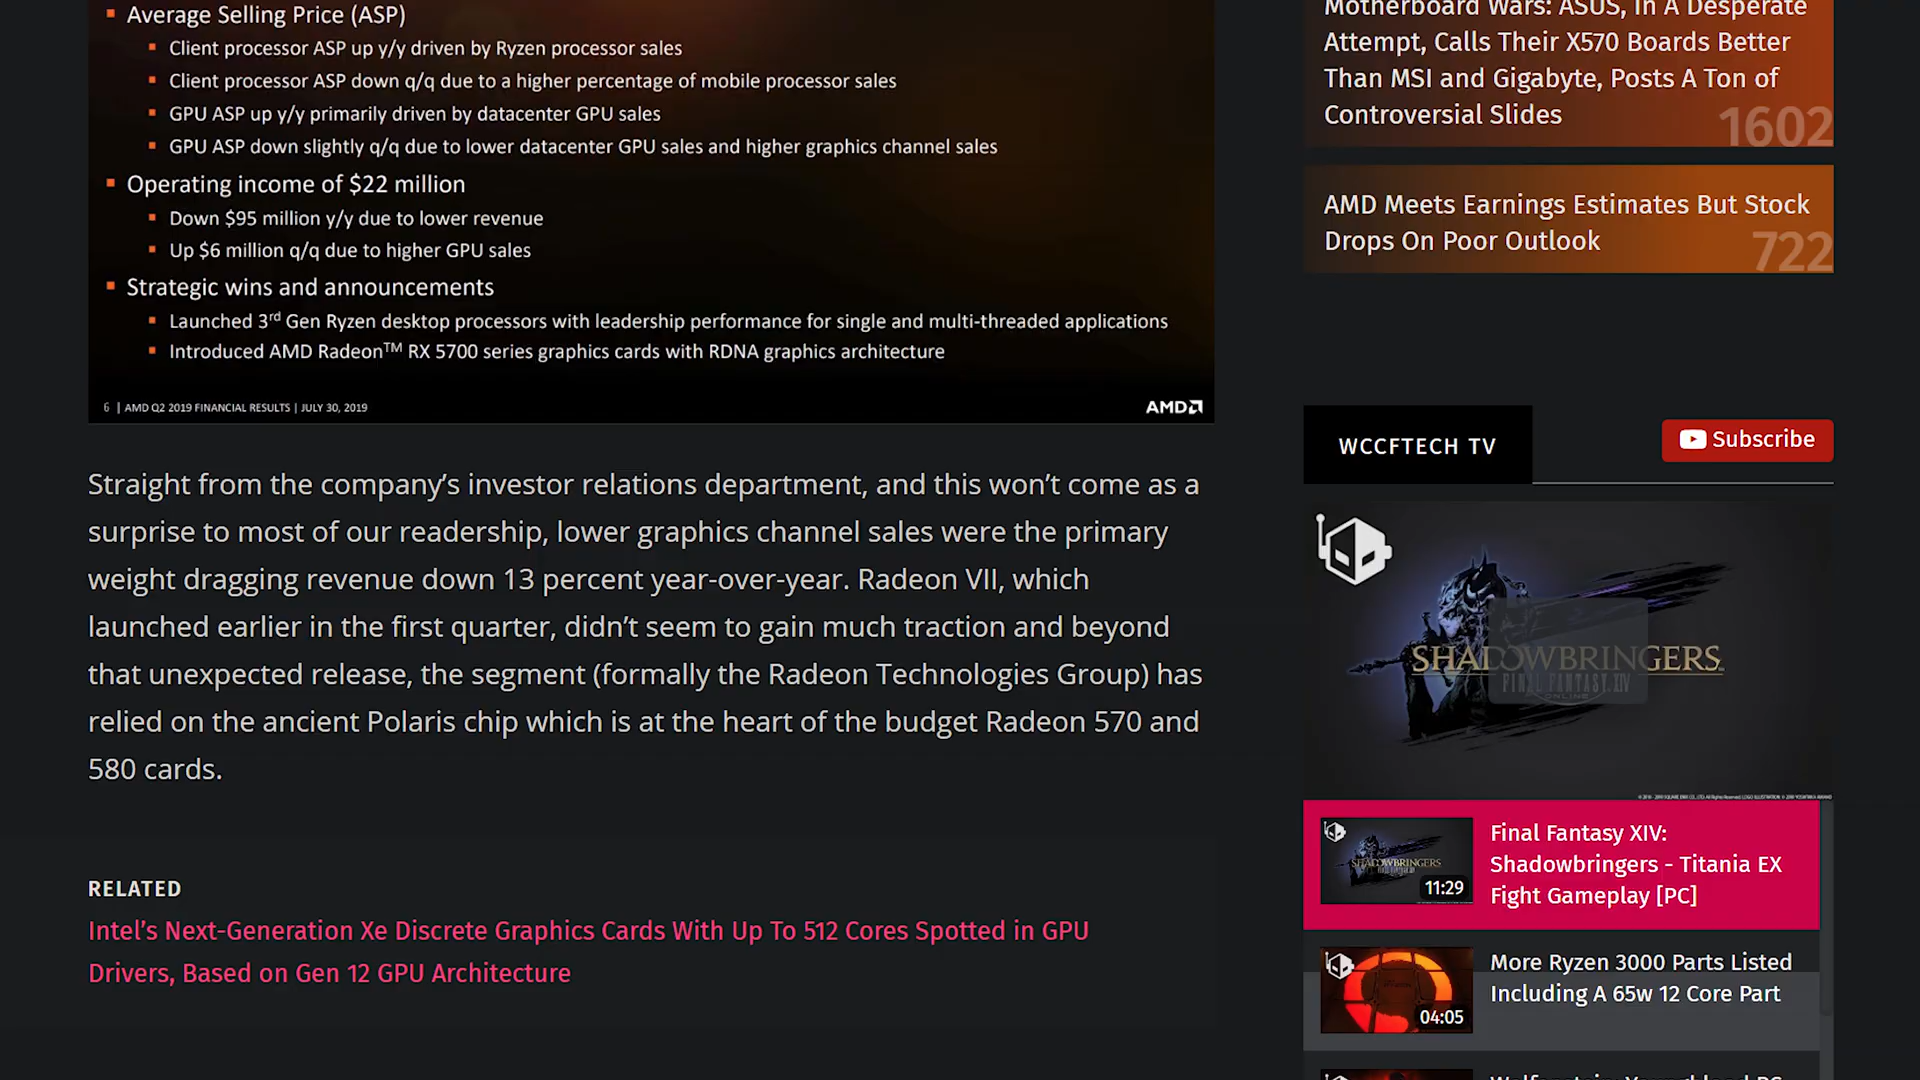 Average Selling Price (ASP)
Client processor ASP up y/y driven by Ryzen processor sales
Client processor ASP down q/q due to a higher percentage of mobile processor sales
GPU ASP up y/y primarily driven by datacenter GPU sales
GPU ASP down slightly q/q due to lower datacenter GPU sales and higher graphics channel sales
Operating income of $22 million
Down $95 million y/y due to lower revenue
Up $6 million q/q due to higher GPU sales
Strategic wins and announcements
Launched 3rd Gen Ryzen desktop processors with leadership performance for single and multi-threaded applications
Introduced AMD Radeon™ RX 5700 series graphics cards with RDNA graphics architecture
6 | AMD Q2 2019 FINANCIAL RESULTS | JULY 30, 2019
AMD
Straight from the company’s investor relations department, and this won’t come as a
surprise to most of our readership, lower graphics channel sales were the primary
weight dragging revenue down 13 percent year-over-year. Radeon VII, which
launched earlier in the first quarter, didn’t seem to gain much traction and beyond
that unexpected release, the segment (formally the Radeon Technologies Group) has
relied on the ancient Polaris chip which is at the heart of the budget Radeon 570 and
580 cards.
RELATED
Intel’s Next-Generation Xe Discrete Graphics Cards With Up To 512 Cores Spotted in GPU
Drivers, Based on Gen 12 GPU Architecture
Motherboard Wars: ASUS, In A Desperate
Attempt, Calls Their X570 Boards Better
Than MSI and Gigabyte, Posts A Ton of
Controversial Slides
1602
AMD Meets Earnings Estimates But Stock
Drops On Poor Outlook
722
WCCFTECH TV
Subscribe
SHADOWBRINGERS
FINAL FANTASY XIV
ONLINE
SHADOWBRINGERS
11:29
Final Fantasy XIV:
Shadowbringers - Titania EX
Fight Gameplay [PC]
04:05
More Ryzen 3000 Parts Listed
Including A 65w 12 Core Part